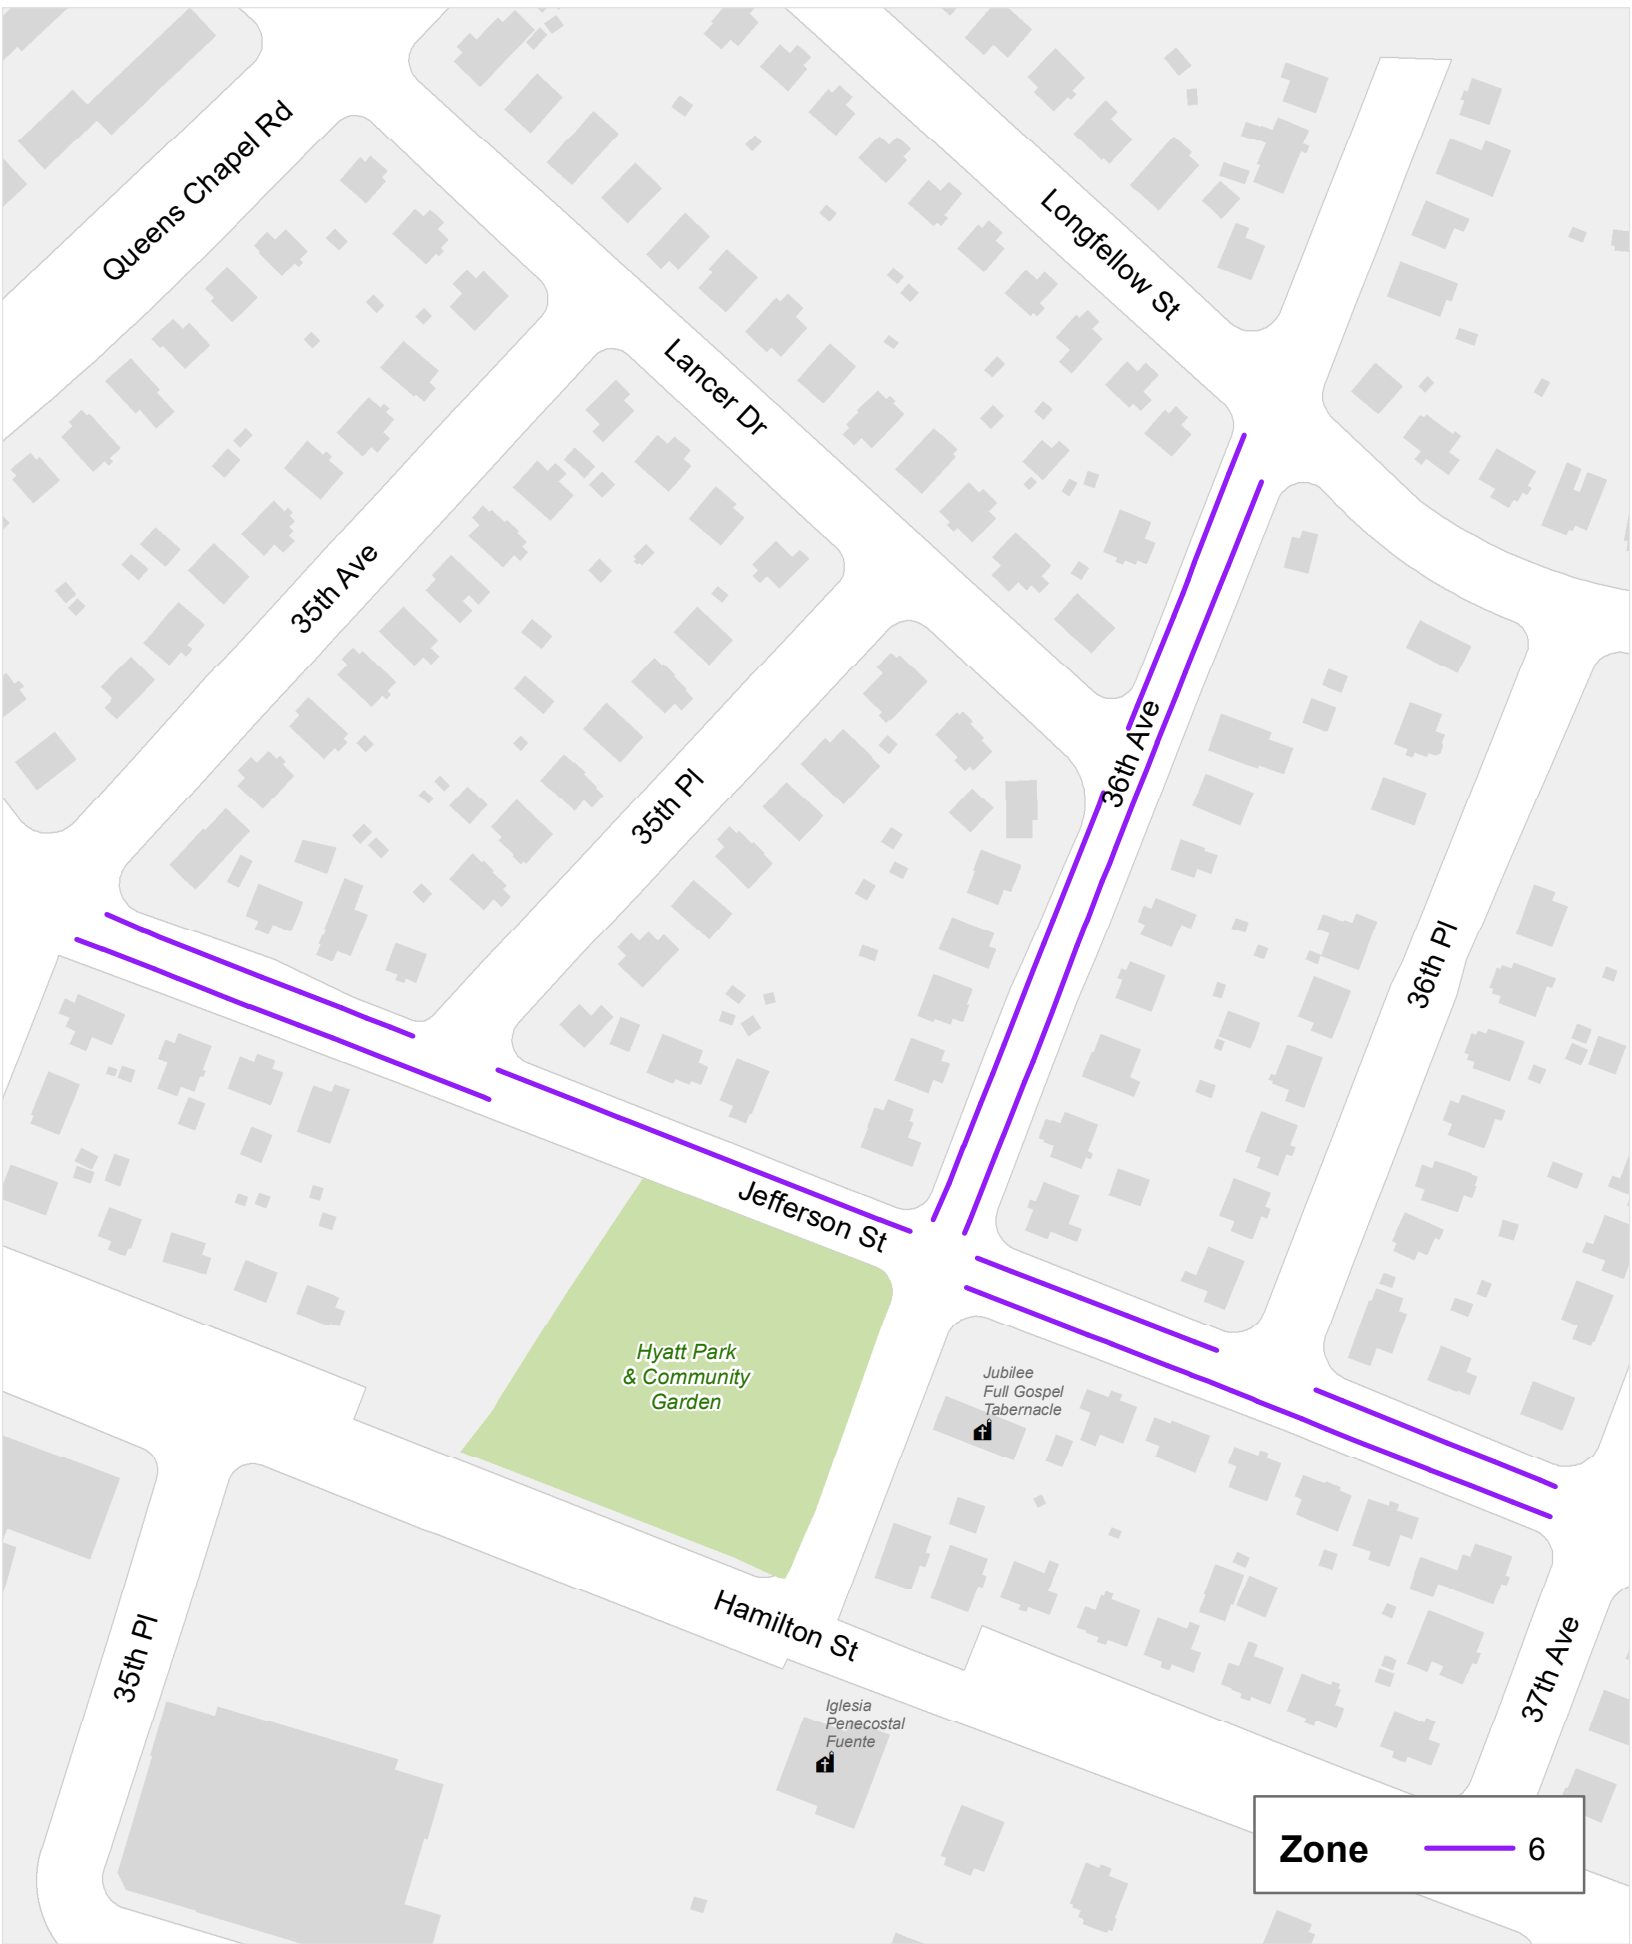 Queens Chapel Rd
Longfellow St
Lancer Dr
35th Ave
35th Pl
36th Ave
36th Pl
Jefferson St
Hyatt Park
& Community
Garden
Jubilee
Full Gospel
Tabernacle
Hamilton St
35th Pl
37th Ave
Iglesia
Penecostal
Fuente
Zone 6